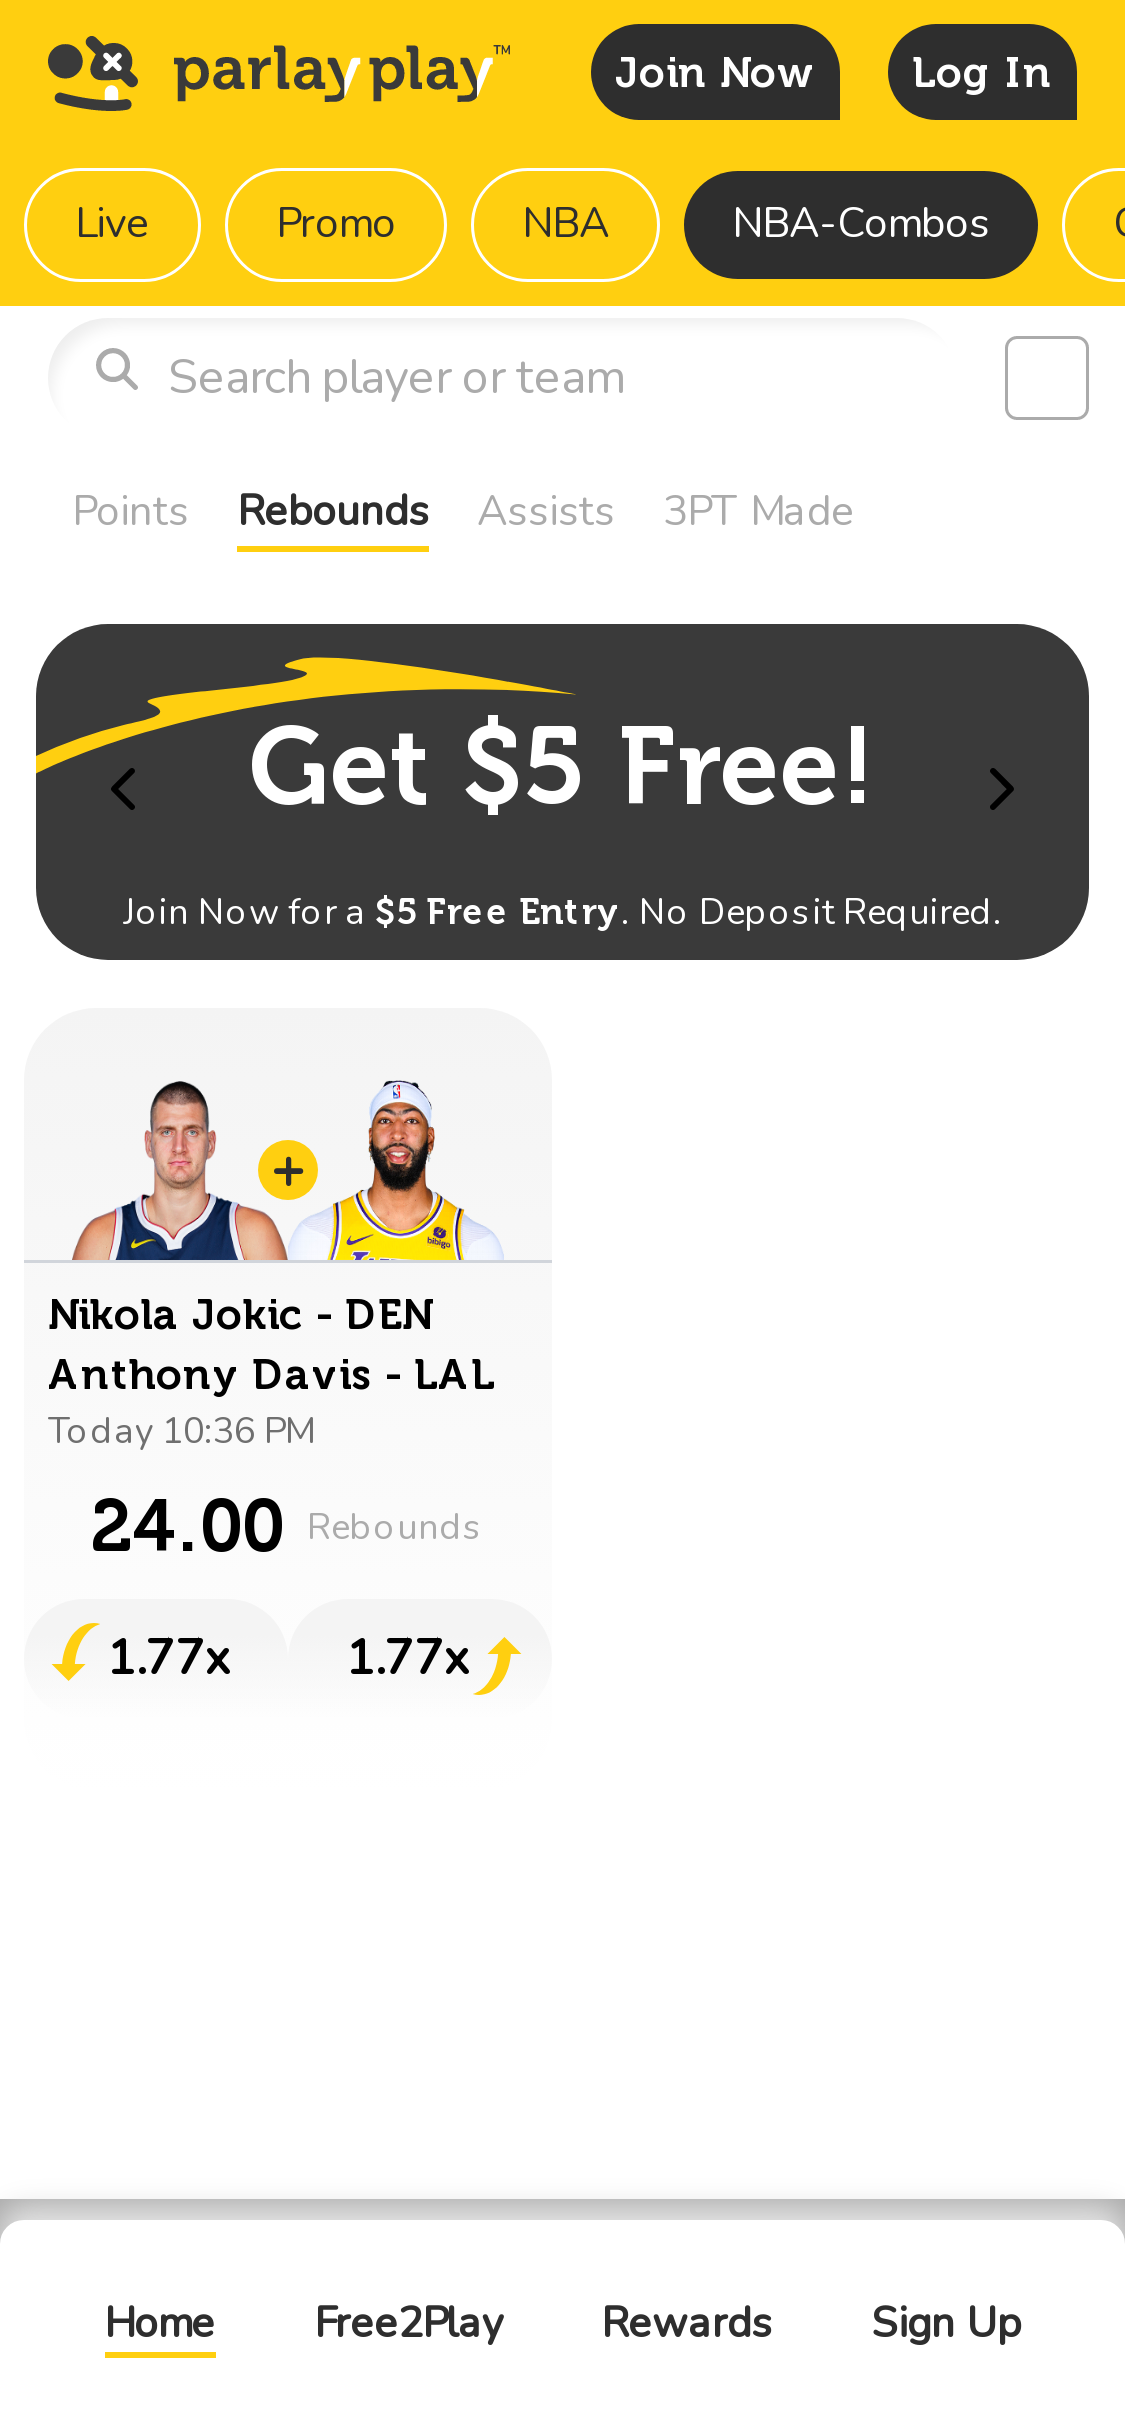 parlayplay™ Join Now Log In
Live Promo NBA NBA-Combos
Search player or team
Points Rebounds Assists 3PT Made
Get $5 Free!
Join Now for a $5 Free Entry. No Deposit Required.
bibigo
Nikola Jokic - DEN
Anthony Davis - LAL
Today 10:36 PM
24.00 Rebounds
1.77x 1.77x
Home Free2Play Rewards Sign Up